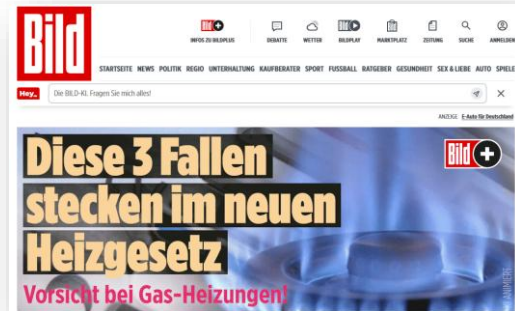 Bild
Bild+
INFOS ZU BILDPLUS
DEBATTE
WETTER
BILDPLAY
MARKTPLATZ
ZEITUNG
SUCHE
ANMELDEN
STARTSEITE NEWS POLITIK REGIO UNTERHALTUNG KAUFBERATER SPORT FUSSBALL RATGEBER GESUNDHEIT SEX & LIEBE AUTO SPIELE
Hey_
Die BILD-KI. Fragen Sie mich alles!
ANZEIGE E-Auto für Deutschland
Bild +
Diese 3 Fallen
stecken im neuen
Heizgesetz
Vorsicht bei Gas-Heizungen!